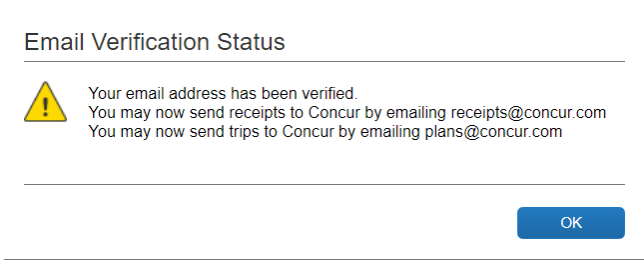 Email Verification Status
Your email address has been verified.
You may now send receipts to Concur by emailing receipts@concur.com
You may now send trips to Concur by emailing plans@concur.com
OK